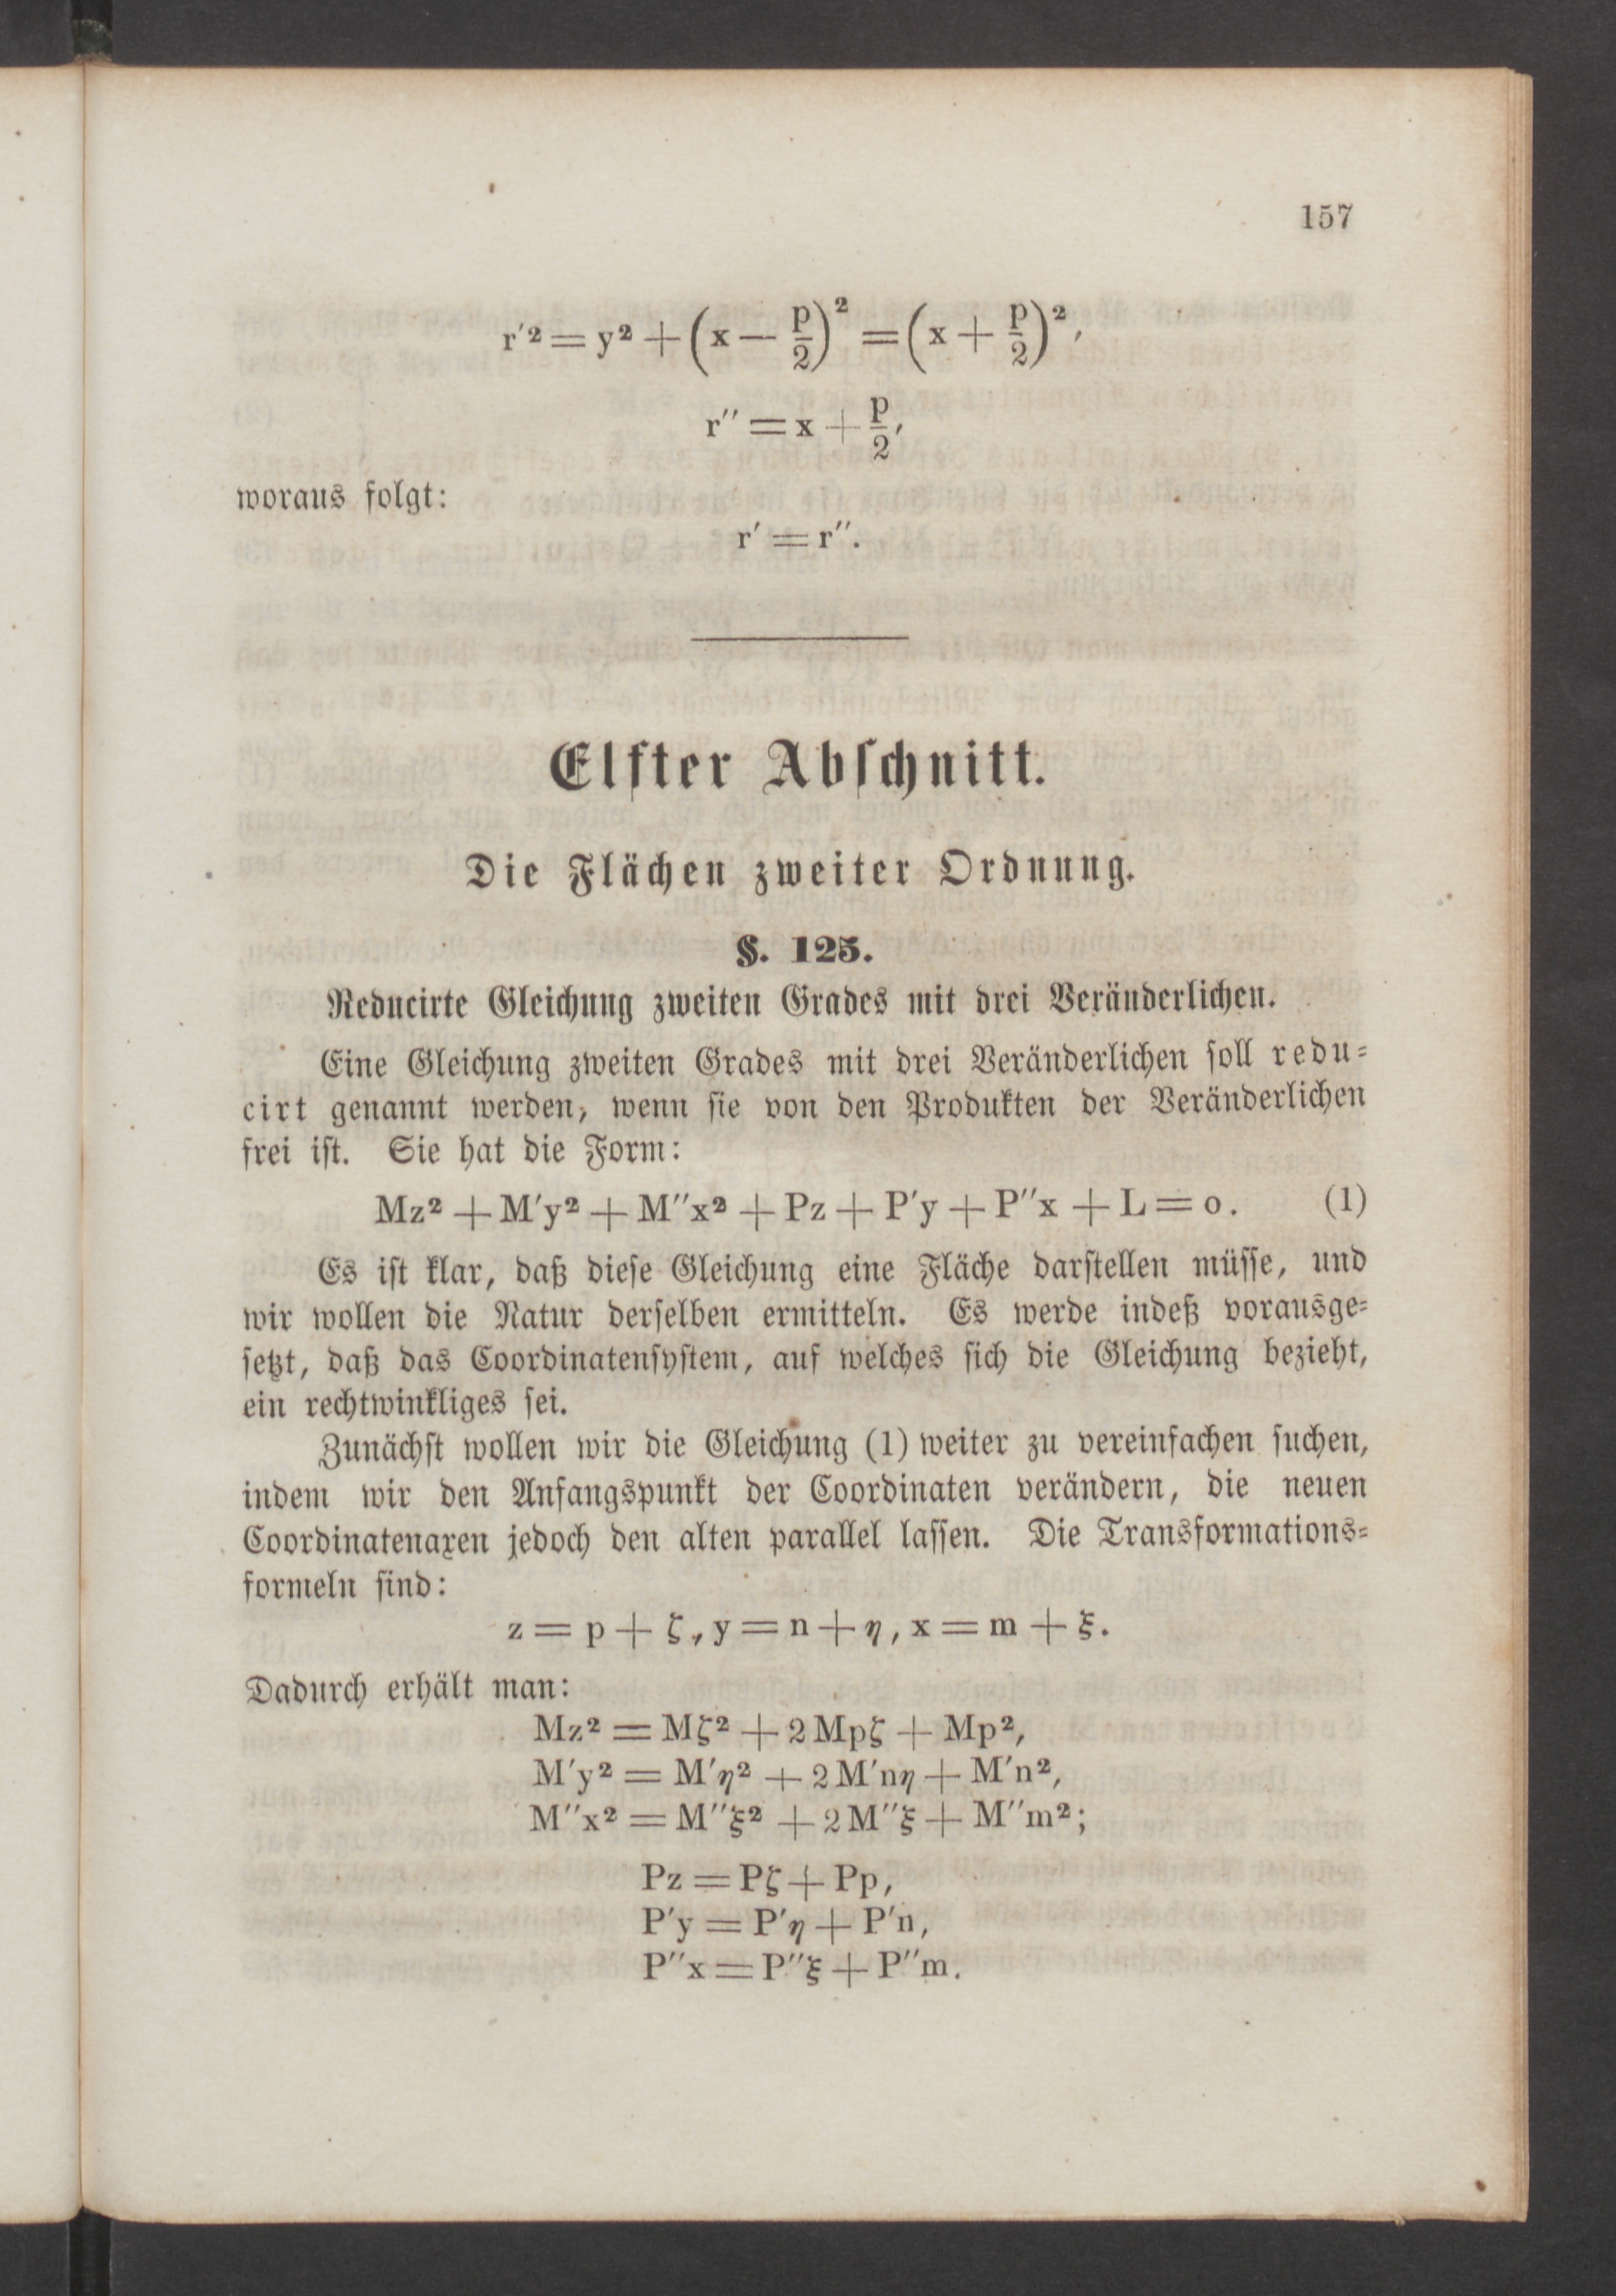 157
r′² = y² + (x − p/2)² = (x + p/2)²,
r″ = x + p/2,
woraus folgt:
r′ = r″.
Elfter Abschnitt.
Die Flächen zweiter Ordnung.
§. 125.
Reducirte Gleichung zweiten Grades mit drei Veränderlichen.
Eine Gleichung zweiten Grades mit drei Veränderlichen soll redu-
cirt genannt werden, wenn sie von den Produkten der Veränderlichen
frei ist. Sie hat die Form:
Mz² + M′y² + M″x² + Pz + P′y + P″x + L = o. (1)
Es ist klar, daß diese Gleichung eine Fläche darstellen müsse, und
wir wollen die Natur derselben ermitteln. Es werde indeß vorausge-
setzt, daß das Coordinatensystem, auf welches sich die Gleichung bezieht,
ein rechtwinkliges sei.
Zunächst wollen wir die Gleichung (1) weiter zu vereinfachen suchen,
indem wir den Anfangspunkt der Coordinaten verändern, die neuen
Coordinatenaxen jedoch den alten parallel lassen. Die Transformations-
formeln sind:
z = p + ζ, y = n + η, x = m + ξ.
Dadurch erhält man:
Mz² = Mζ² + 2Mpζ + Mp²,
M′y² = M′η² + 2M′nη + M′n²,
M″x² = M″ξ² + 2M″ξ + M″m²;
Pz = Pζ + Pp,
P′y = P′η + P′n,
P″x = P″ξ + P″m.